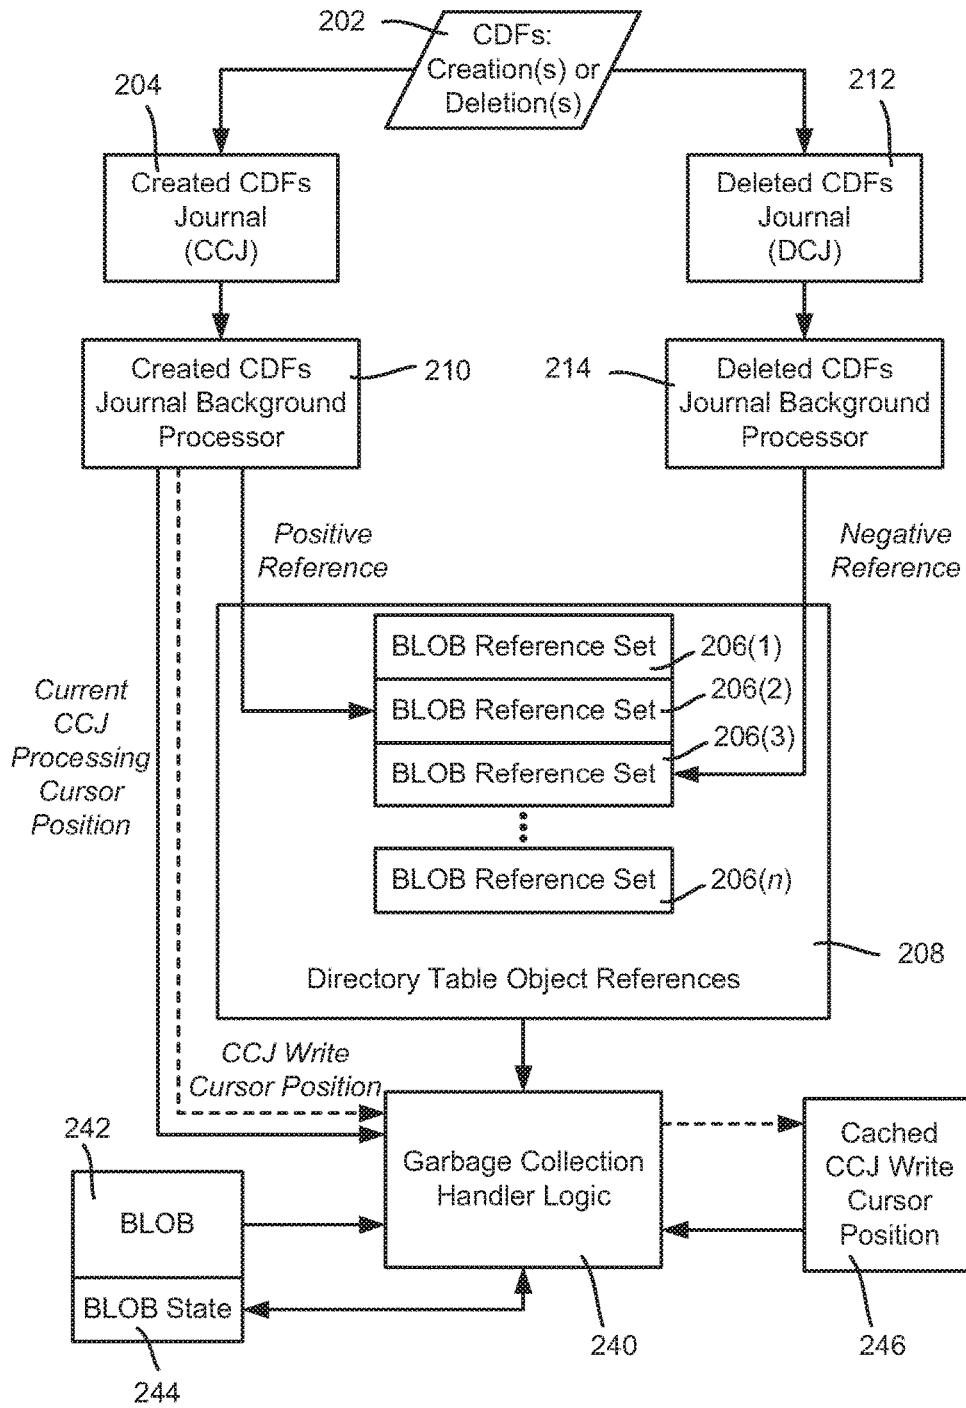 202
CDFs:
Creation(s) or
Deletion(s)
204
212
Created CDFs
Journal
(CCJ)
Deleted CDFs
Journal
(DCJ)
Created CDFs
Journal Background
Processor
210
214
Deleted CDFs
Journal Background
Processor
Positive
Reference
Negative
Reference
Current
CCJ
Processing
Cursor
Position
BLOB Reference Set
206(1)
BLOB Reference Set
206(2)
BLOB Reference Set
206(3)
BLOB Reference Set
206(n)
208
Directory Table Object References
CCJ Write
Cursor Position
242
BLOB
BLOB State
244
Garbage Collection
Handler Logic
240
Cached
CCJ Write
Cursor
Position
246